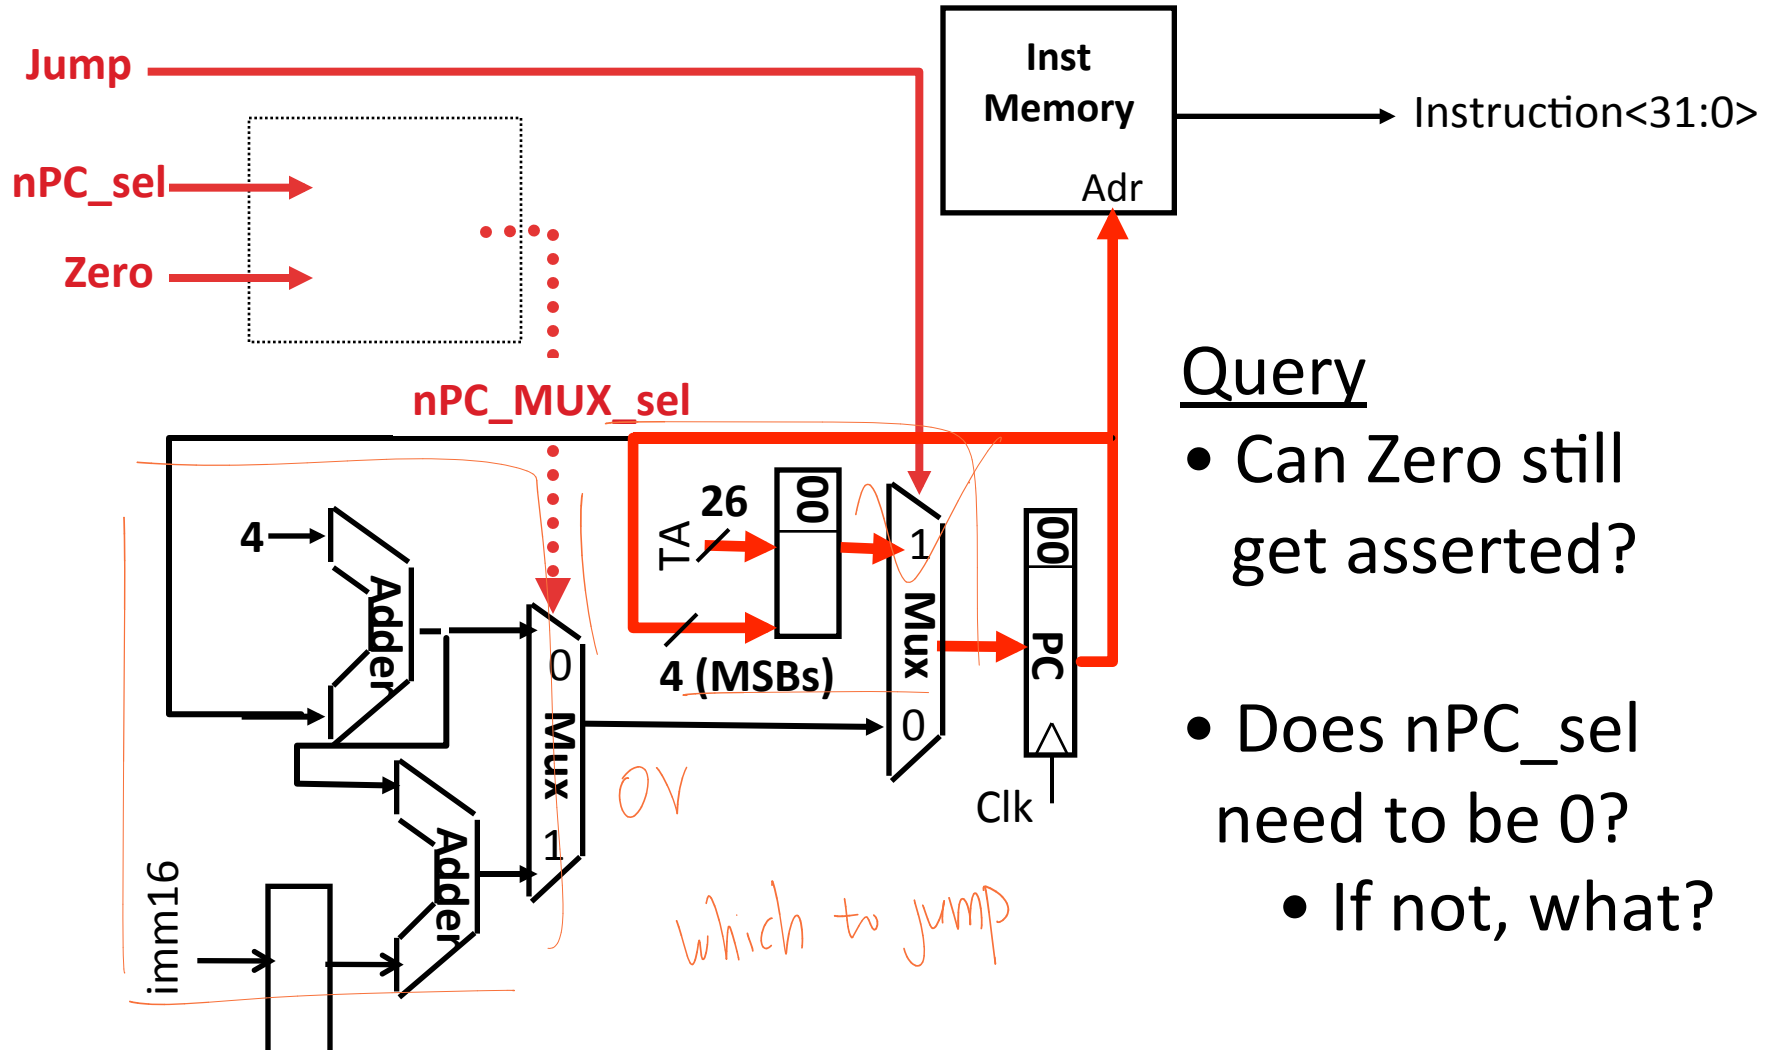 Jump
Inst
Memory
Adr
Instruction<31:0>
nPC_sel
Zero
nPC_MUX_sel
Query
• Can Zero still
get asserted?
• Does nPC_sel
need to be 0?
• If not, what?
4
Adder
26
TA
00
4 (MSBs)
1
Mux
0
00
PC
Clk
0
Mux
1
Adder
imm16
or
which to jump